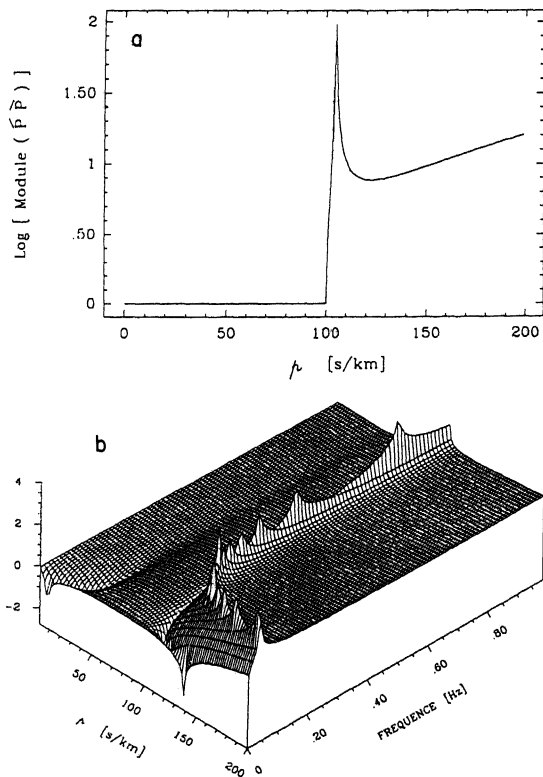 a
2
1.50
1
.50
0
Log [ Module ( P̀ Ṕ ) ]
0 50 100 150 200
p [s/km]
b
4
2
0
-2
50
100
150
200
[s/km]
0
.20
.40
.60
.80
FREQUENCE [Hz]